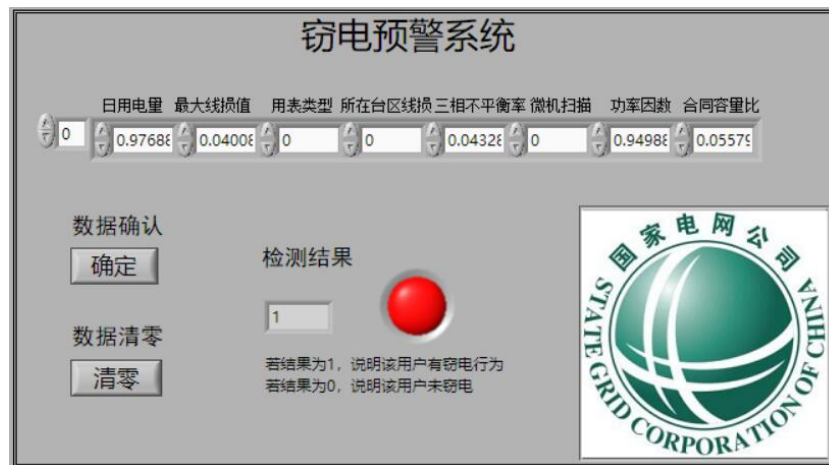 窃电预警系统
日用电量 最大线损值 用表类型 所在台区线损 三相不平衡率 微机扫描 功率因数 合同容量比
0 0.9768 0.0400 0 0 0.0432 0 0.9498 0.0557
数据确认
确定
检测结果
1
数据清零
清零
若结果为1，说明该用户有窃电行为
若结果为0，说明该用户未窃电
国家电网公司
STATE GRID CORPORATION OF CHINA